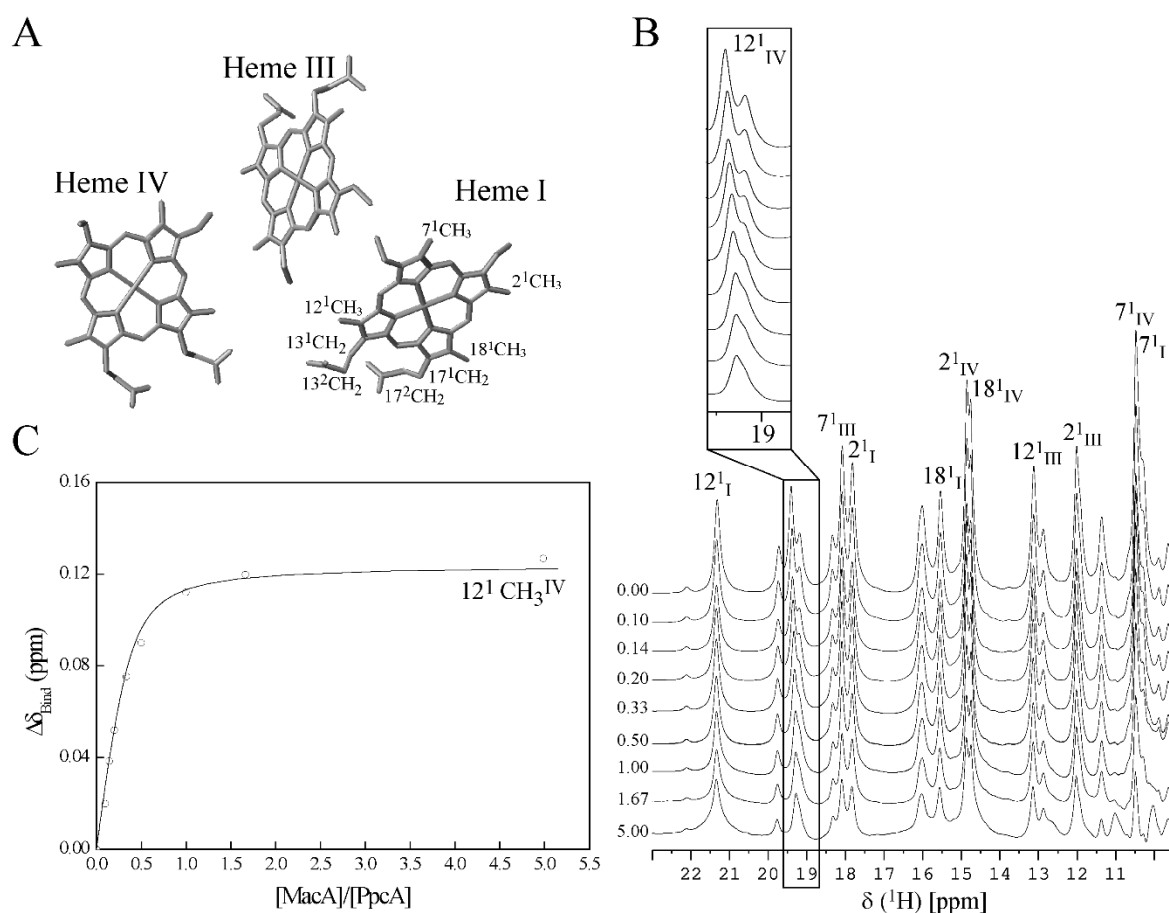 A
Heme III
Heme IV
Heme I
7¹CH₃
2¹CH₃
12¹CH₃
13¹CH₂
18¹CH₃
17¹CH₂
13²CH₂
17²CH₂
B
12¹IV
19
7¹IV
7¹I
2¹IV
18¹IV
7¹III
2¹I
12¹I
18¹I
12¹III
2¹III
0.00
0.10
0.14
0.20
0.33
0.50
1.00
1.67
5.00
22 21 20 19 18 17 16 15 14 13 12 11
δ (¹H) [ppm]
C
0.16
0.12
0.08
0.04
0.00
ΔδBind (ppm)
12¹ CH₃ᴵⱽ
0.0 0.5 1.0 1.5 2.0 2.5 3.0 3.5 4.0 4.5 5.0 5.5
[MacA]/[PpcA]